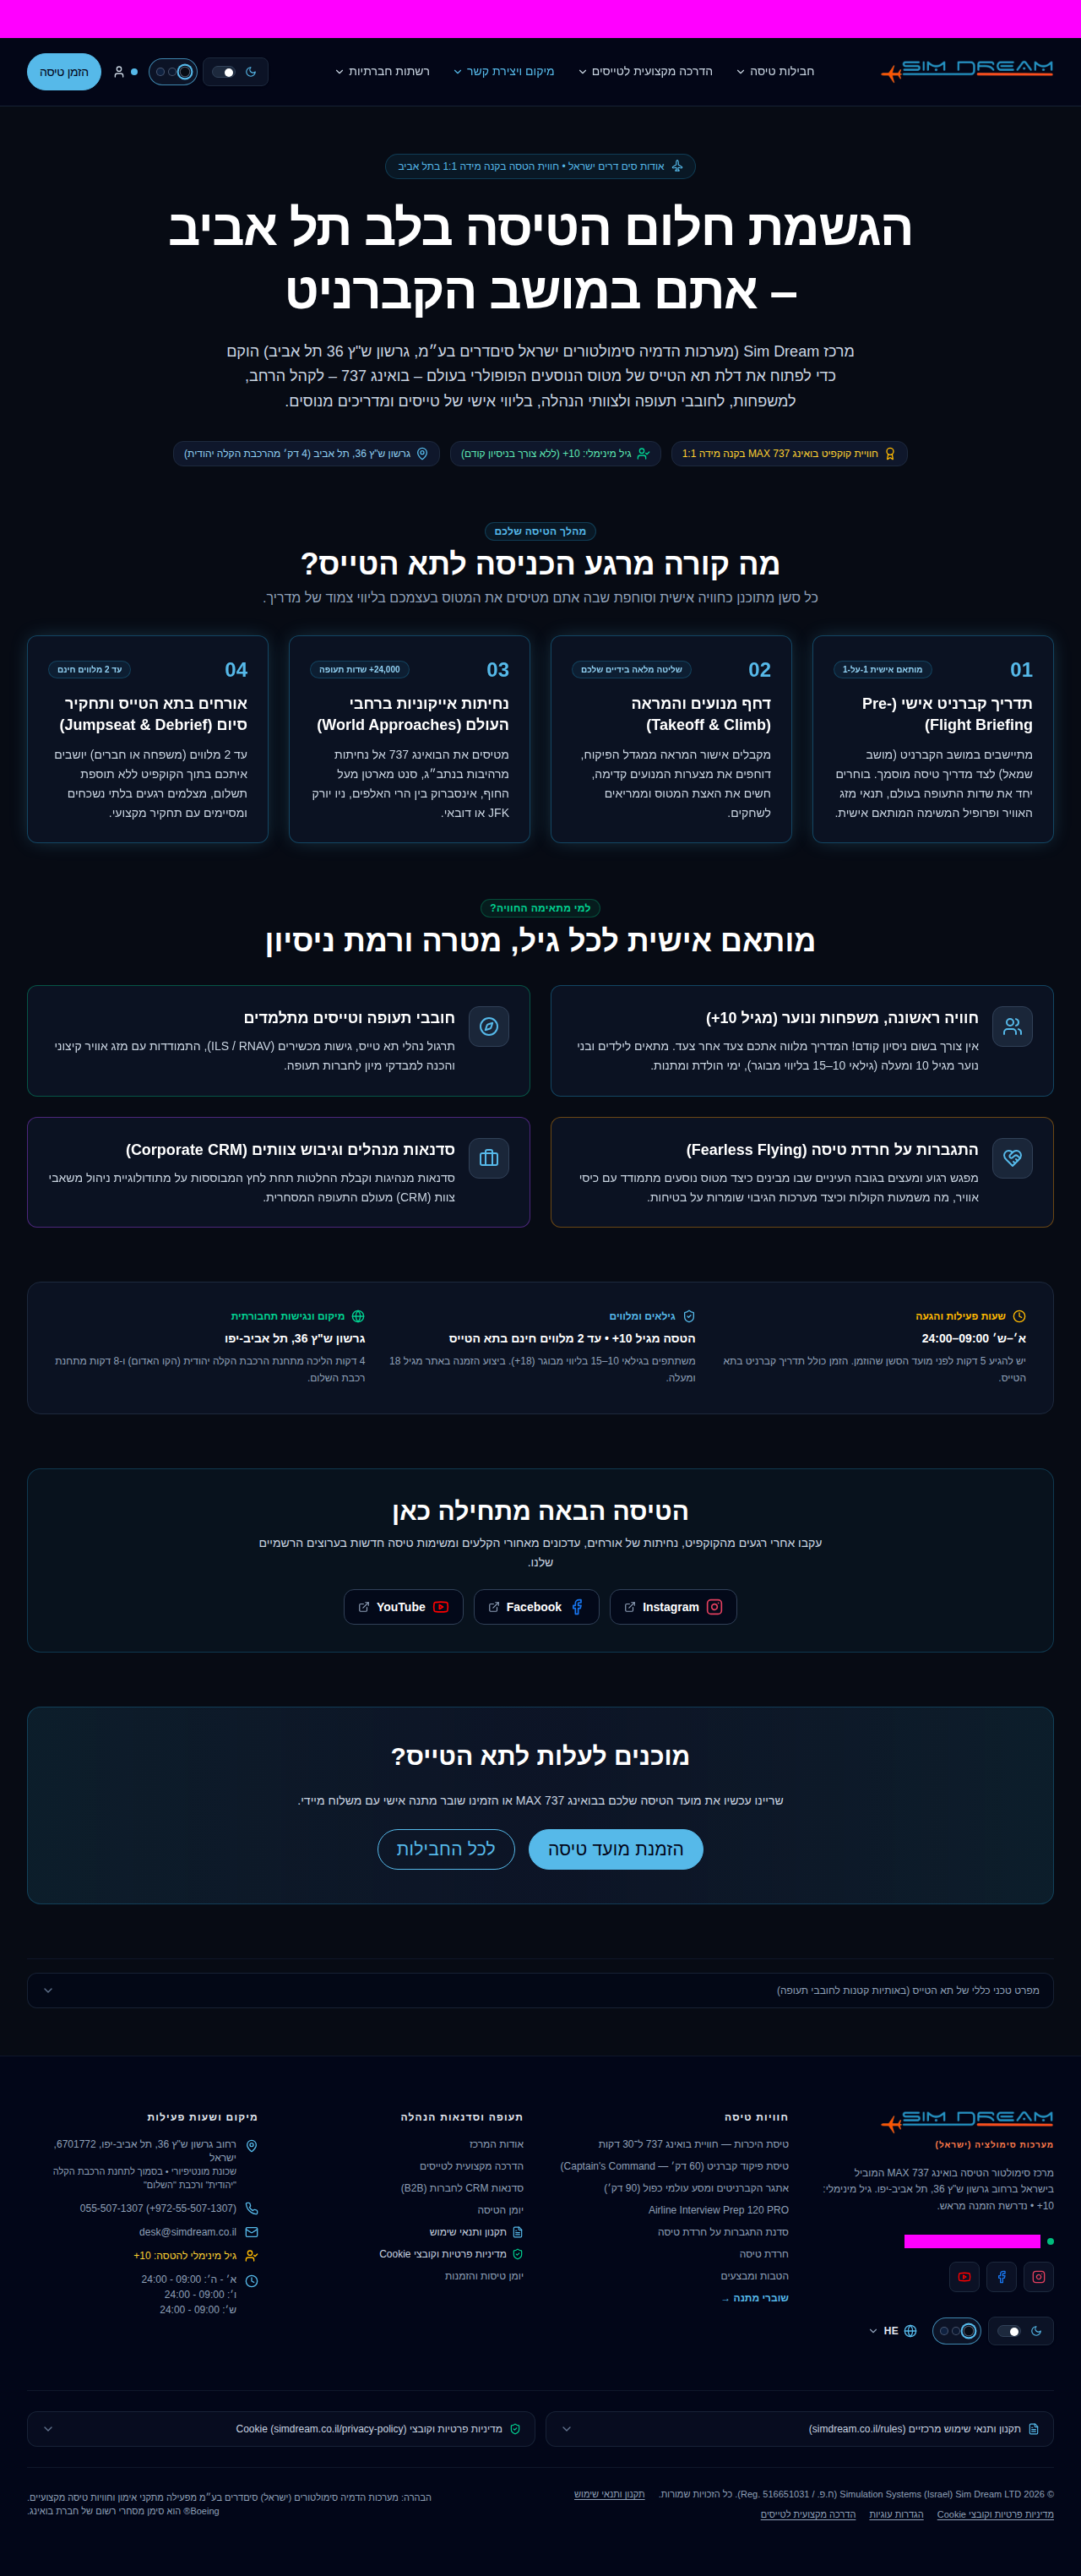 SIM DREAM
חבילות טיסה
הדרכה מקצועית לטייסים
מיקום ויצירת קשר
רשתות חברתיות
הזמן טיסה
אודות סים דרים ישראל • חווית הטסה בקנה מידה 1:1 בתל אביב
הגשמת חלום הטיסה בלב תל אביב
– אתם במושב הקברניט
מרכז Sim Dream (מערכות הדמיה סימולטורים ישראל סימדרים בע״מ, גרשון ש"ץ 36 תל אביב) הוקם
כדי לפתוח את דלת תא הטייס של מטוס הנוסעים הפופולרי בעולם – בואינג 737 – לקהל הרחב,
למשפחות, לחובבי תעופה ולצוותי הנהלה, בליווי אישי של טייסים ומדריכים מנוסים.
חוויית קוקפיט בואינג 737 MAX בקנה מידה 1:1
גיל מינימלי: 10+ (ללא צורך בניסיון קודם)
גרשון ש"ץ 36, תל אביב (4 דק׳ מהרכבת הקלה יהודית)
מהלך הטיסה שלכם
מה קורה מרגע הכניסה לתא הטייס?
כל סשן מתוכנן כחוויה אישית וסוחפת שבה אתם מטיסים את המטוס בעצמכם בליווי צמוד של מדריך.
01
מותאם אישית 1-על-1
תדריך קברניט אישי (Pre-
Flight Briefing)
מתיישבים במושב הקברניט (מושב
שמאל) לצד מדריך טיסה מוסמך. בוחרים
יחד את שדות התעופה בעולם, תנאי מזג
האוויר ופרופיל המשימה המותאם אישית.
02
שליטה מלאה בידיים שלכם
דחף מנועים והמראה
(Takeoff & Climb)
מקבלים אישור המראה ממגדל הפיקוח,
דוחפים את מצערות המנועים קדימה,
חשים את האצת המטוס וממריאים
לשחקים.
03
24,000+ שדות תעופה
נחיתות אייקוניות ברחבי
העולם (World Approaches)
מטיסים את הבואינג 737 אל נחיתות
מרהיבות בנתב״ג, סנט מארטן מעל
החוף, אינסברוק בין הרי האלפים, ניו יורק
JFK או דובאי.
04
עד 2 מלווים חינם
אורחים בתא הטייס ותחקיר
סיום (Jumpseat & Debrief)
עד 2 מלווים (משפחה או חברים) יושבים
איתכם בתוך הקוקפיט ללא תוספת
תשלום, מצלמים רגעים בלתי נשכחים
ומסיימים עם תחקיר מקצועי.
למי מתאימה החוויה?
מותאם אישית לכל גיל, מטרה ורמת ניסיון
חוויה ראשונה, משפחות ונוער (מגיל 10+)
אין צורך בשום ניסיון קודם! המדריך מלווה אתכם צעד אחר צעד. מתאים לילדים ובני
נוער מגיל 10 ומעלה (גילאי 10–15 בליווי מבוגר), ימי הולדת ומתנות.
חובבי תעופה וטייסים מתלמדים
תרגול נהלי תא טייס, גישות מכשירים (ILS / RNAV), התמודדות עם מזג אוויר קיצוני
והכנה למבדקי מיון לחברות תעופה.
התגברות על חרדת טיסה (Fearless Flying)
מפגש רגוע ומעצים בגובה העיניים שבו מבינים כיצד מטוס נוסעים מתמודד עם כיסי
אוויר, מה משמעות הקולות וכיצד מערכות הגיבוי שומרות על בטיחות.
סדנאות מנהלים וגיבוש צוותים (Corporate CRM)
סדנאות מנהיגות וקבלת החלטות תחת לחץ המבוססות על מתודולוגיית ניהול משאבי
צוות (CRM) מעולם התעופה המסחרית.
שעות פעילות והגעה
א׳–ש׳ 09:00–24:00
יש להגיע 5 דקות לפני מועד הסשן שהוזמן. הזמן כולל תדריך קברניט בתא
הטייס.
גילאים ומלווים
הטסה מגיל 10+ • עד 2 מלווים חינם בתא הטייס
משתתפים בגילאי 10–15 בליווי מבוגר (18+). ביצוע הזמנה באתר מגיל 18
ומעלה.
מיקום ונגישות תחבורתית
גרשון ש"ץ 36, תל אביב-יפו
4 דקות הליכה מתחנת הרכבת הקלה יהודית (הקו האדום) ו-8 דקות מתחנת
רכבת השלום.
הטיסה הבאה מתחילה כאן
עקבו אחרי רגעים מהקוקפיט, נחיתות של אורחים, עדכונים מאחורי הקלעים ומשימות טיסה חדשות בערוצים הרשמיים
שלנו.
Instagram
Facebook
YouTube
מוכנים לעלות לתא הטייס?
שריינו עכשיו את מועד הטיסה שלכם בבואינג 737 MAX או הזמינו שובר מתנה אישי עם משלוח מיידי.
הזמנת מועד טיסה
לכל החבילות
מפרט טכני כללי של תא הטייס (באותיות קטנות לחובבי תעופה)
SIM DREAM
מערכות סימולציה (ישראל)
מרכז סימולטור הטיסה בואינג 737 MAX המוביל
בישראל ברחוב גרשון ש"ץ 36, תל אביב-יפו. גיל מינימלי:
10+ • נדרשת הזמנה מראש.
HE
חוויות טיסה
טיסת היכרות — חוויית בואינג 737 ל־30 דקות
טיסת פיקוד קברניט (60 דק׳ — Captain's Command)
אתגר הקברניטים ומסע עולמי כפול (90 דק׳)
Airline Interview Prep 120 PRO
סדנת התגברות על חרדת טיסה
חרדת טיסה
הטבות ומבצעים
שוברי מתנה →
תעופה וסדנאות הנהלה
אודות המרכז
הדרכה מקצועית לטייסים
סדנאות CRM לחברות (B2B)
יומן הטיסה
תקנון ותנאי שימוש
מדיניות פרטיות וקובצי Cookie
יומן טיסות והזמנות
מיקום ושעות פעילות
רחוב גרשון ש"ץ 36, תל אביב-יפו, 6701772,
ישראל
שכונת מונטיפיורי • בסמוך לתחנת הרכבת הקלה
"יהודית" ורכבת "השלום"
055-507-1307 (+972-55-507-1307)
desk@simdream.co.il
גיל מינימלי להטסה: 10+
א׳ - ה׳: 09:00 - 24:00
ו׳: 09:00 - 24:00
ש׳: 09:00 - 24:00
תקנון ותנאי שימוש מרכזיים (simdream.co.il/rules)
מדיניות פרטיות וקובצי Cookie (simdream.co.il/privacy-policy)
© 2026 Simulation Systems (Israel) Sim Dream LTD (ח.פ. / Reg. 516651031). כל הזכויות שמורות.
תקנון ותנאי שימוש
מדיניות פרטיות וקובצי Cookie
הגדרות עוגיות
הדרכה מקצועית לטייסים
הבהרה: מערכות הדמיה סימולטורים (ישראל) סימדרים בע״מ מפעילה מתקני אימון וחוויות טיסה מקצועיים.
Boeing® הוא סימן מסחרי רשום של חברת בואינג.